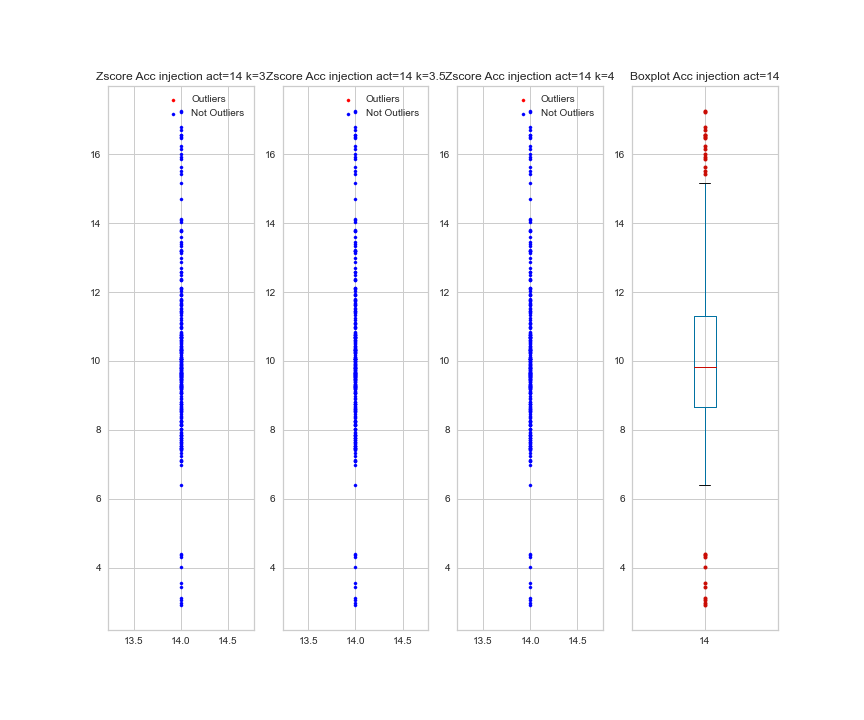 Zscore Acc injection act=14 k=3
Zscore Acc injection act=14 k=3.5
Zscore Acc injection act=14 k=4
Boxplot Acc injection act=14
Outliers
Not Outliers
Outliers
Not Outliers
Outliers
Not Outliers
16
14
12
10
8
6
4
13.5 14.0 14.5
16
14
12
10
8
6
4
13.5 14.0 14.5
16
14
12
10
8
6
4
13.5 14.0 14.5
16
14
12
10
8
6
4
14